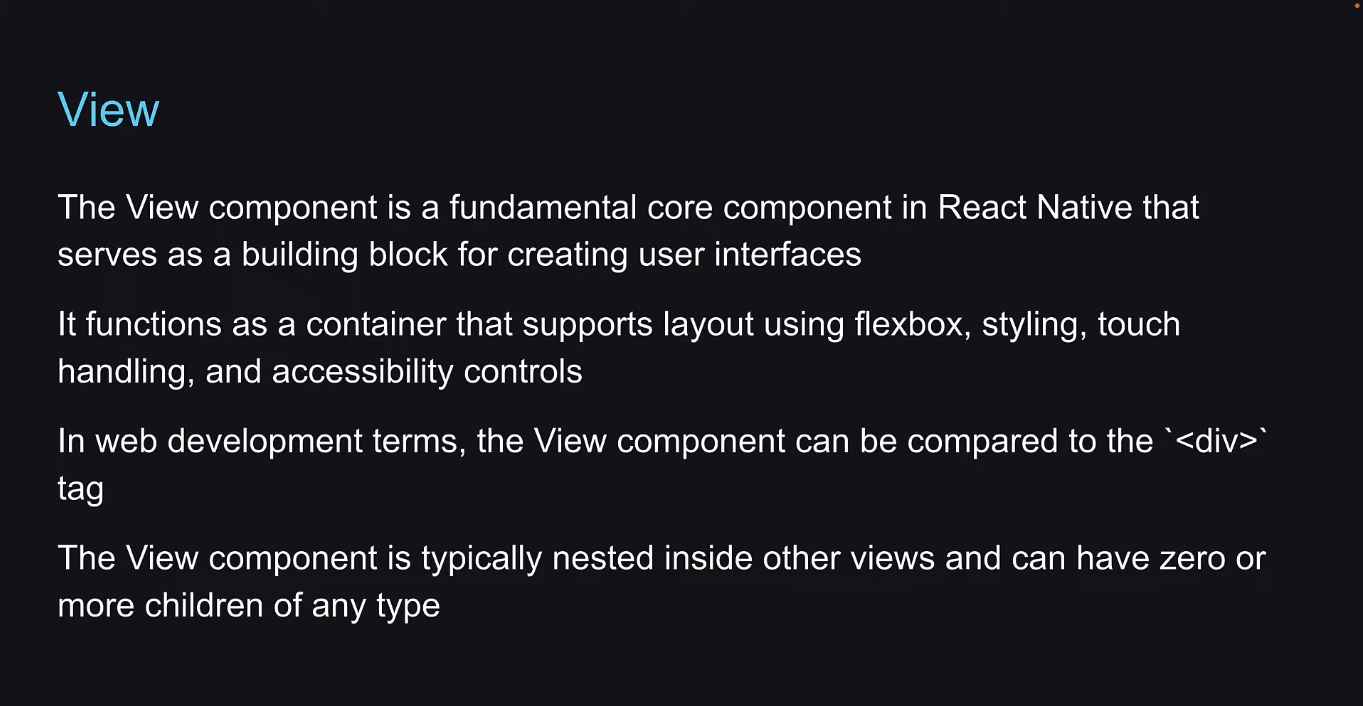 View
The View component is a fundamental core component in React Native that
serves as a building block for creating user interfaces
It functions as a container that supports layout using flexbox, styling, touch
handling, and accessibility controls
In web development terms, the View component can be compared to the `<div>`
tag
The View component is typically nested inside other views and can have zero or
more children of any type